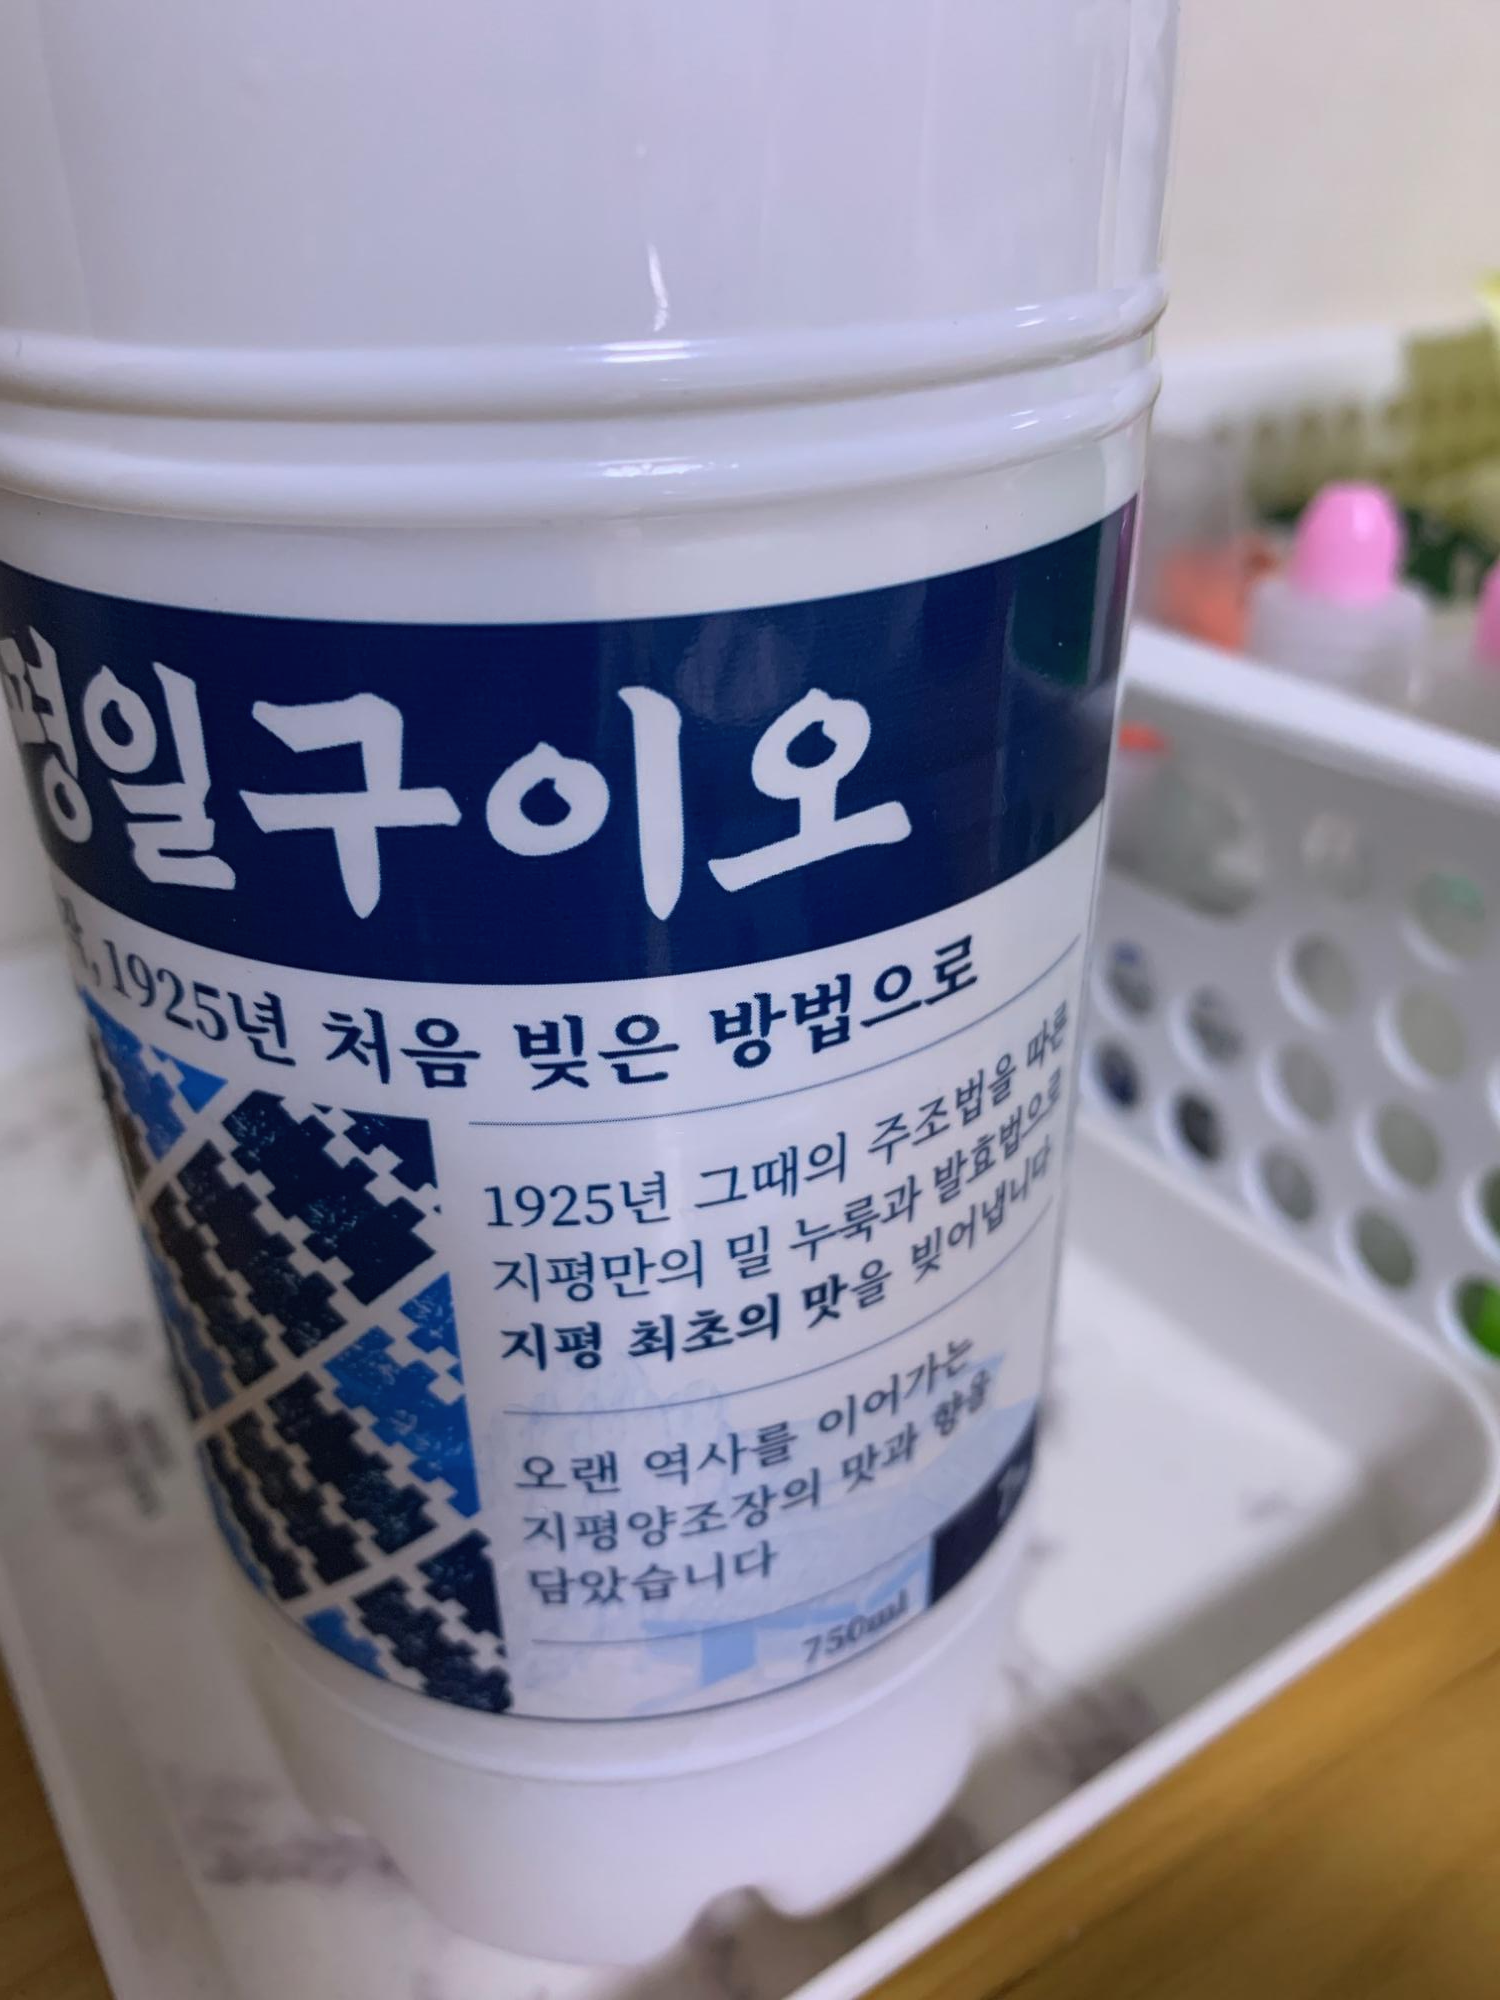 평일구이오
,1925년 처음 빚은 방법으로
1925년 그때의 주조법을 따른
지평만의 밀 누룩과 발효법으로
지평 최초의 맛을 빚어냅니다
오랜 역사를 이어가는
지평양조장의 맛과 향을
담았습니다
750ml